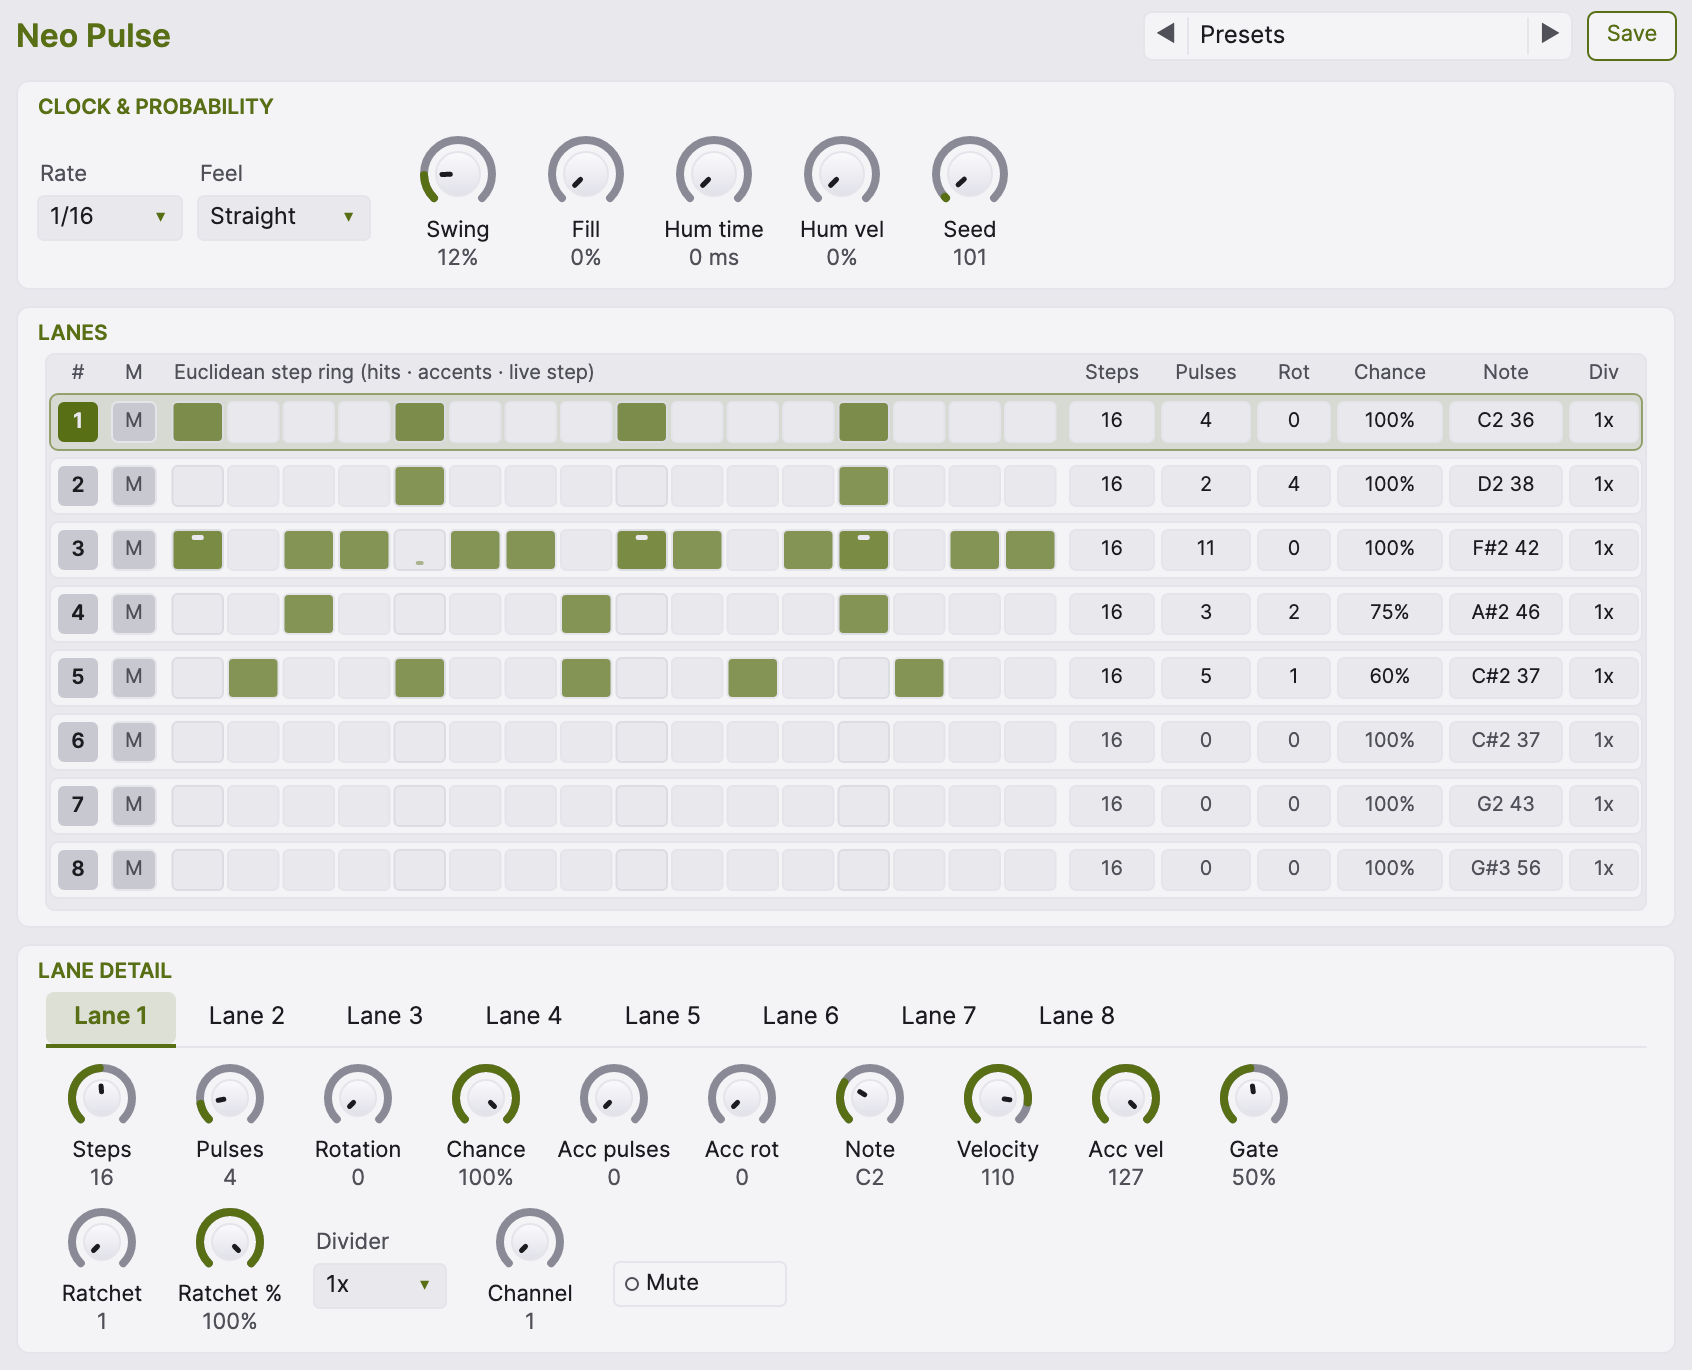 Neo Pulse
◀ Presets ▶ Save
CLOCK & PROBABILITY
Rate Feel
1/16 ▼ Straight ▼
Swing Fill Hum time Hum vel Seed
12% 0% 0 ms 0% 101
LANES
# M Euclidean step ring (hits · accents · live step) Steps Pulses Rot Chance Note Div
1 M 16 4 0 100% C2 36 1x
2 M 16 2 4 100% D2 38 1x
3 M 16 11 0 100% F#2 42 1x
4 M 16 3 2 75% A#2 46 1x
5 M 16 5 1 60% C#2 37 1x
6 M 16 0 0 100% C#2 37 1x
7 M 16 0 0 100% G2 43 1x
8 M 16 0 0 100% G#3 56 1x
LANE DETAIL
Lane 1 Lane 2 Lane 3 Lane 4 Lane 5 Lane 6 Lane 7 Lane 8
Steps Pulses Rotation Chance Acc pulses Acc rot Note Velocity Acc vel Gate
16 4 0 100% 0 0 C2 110 127 50%
Divider
1x ▼ Mute
Ratchet Ratchet % Channel
1 100% 1